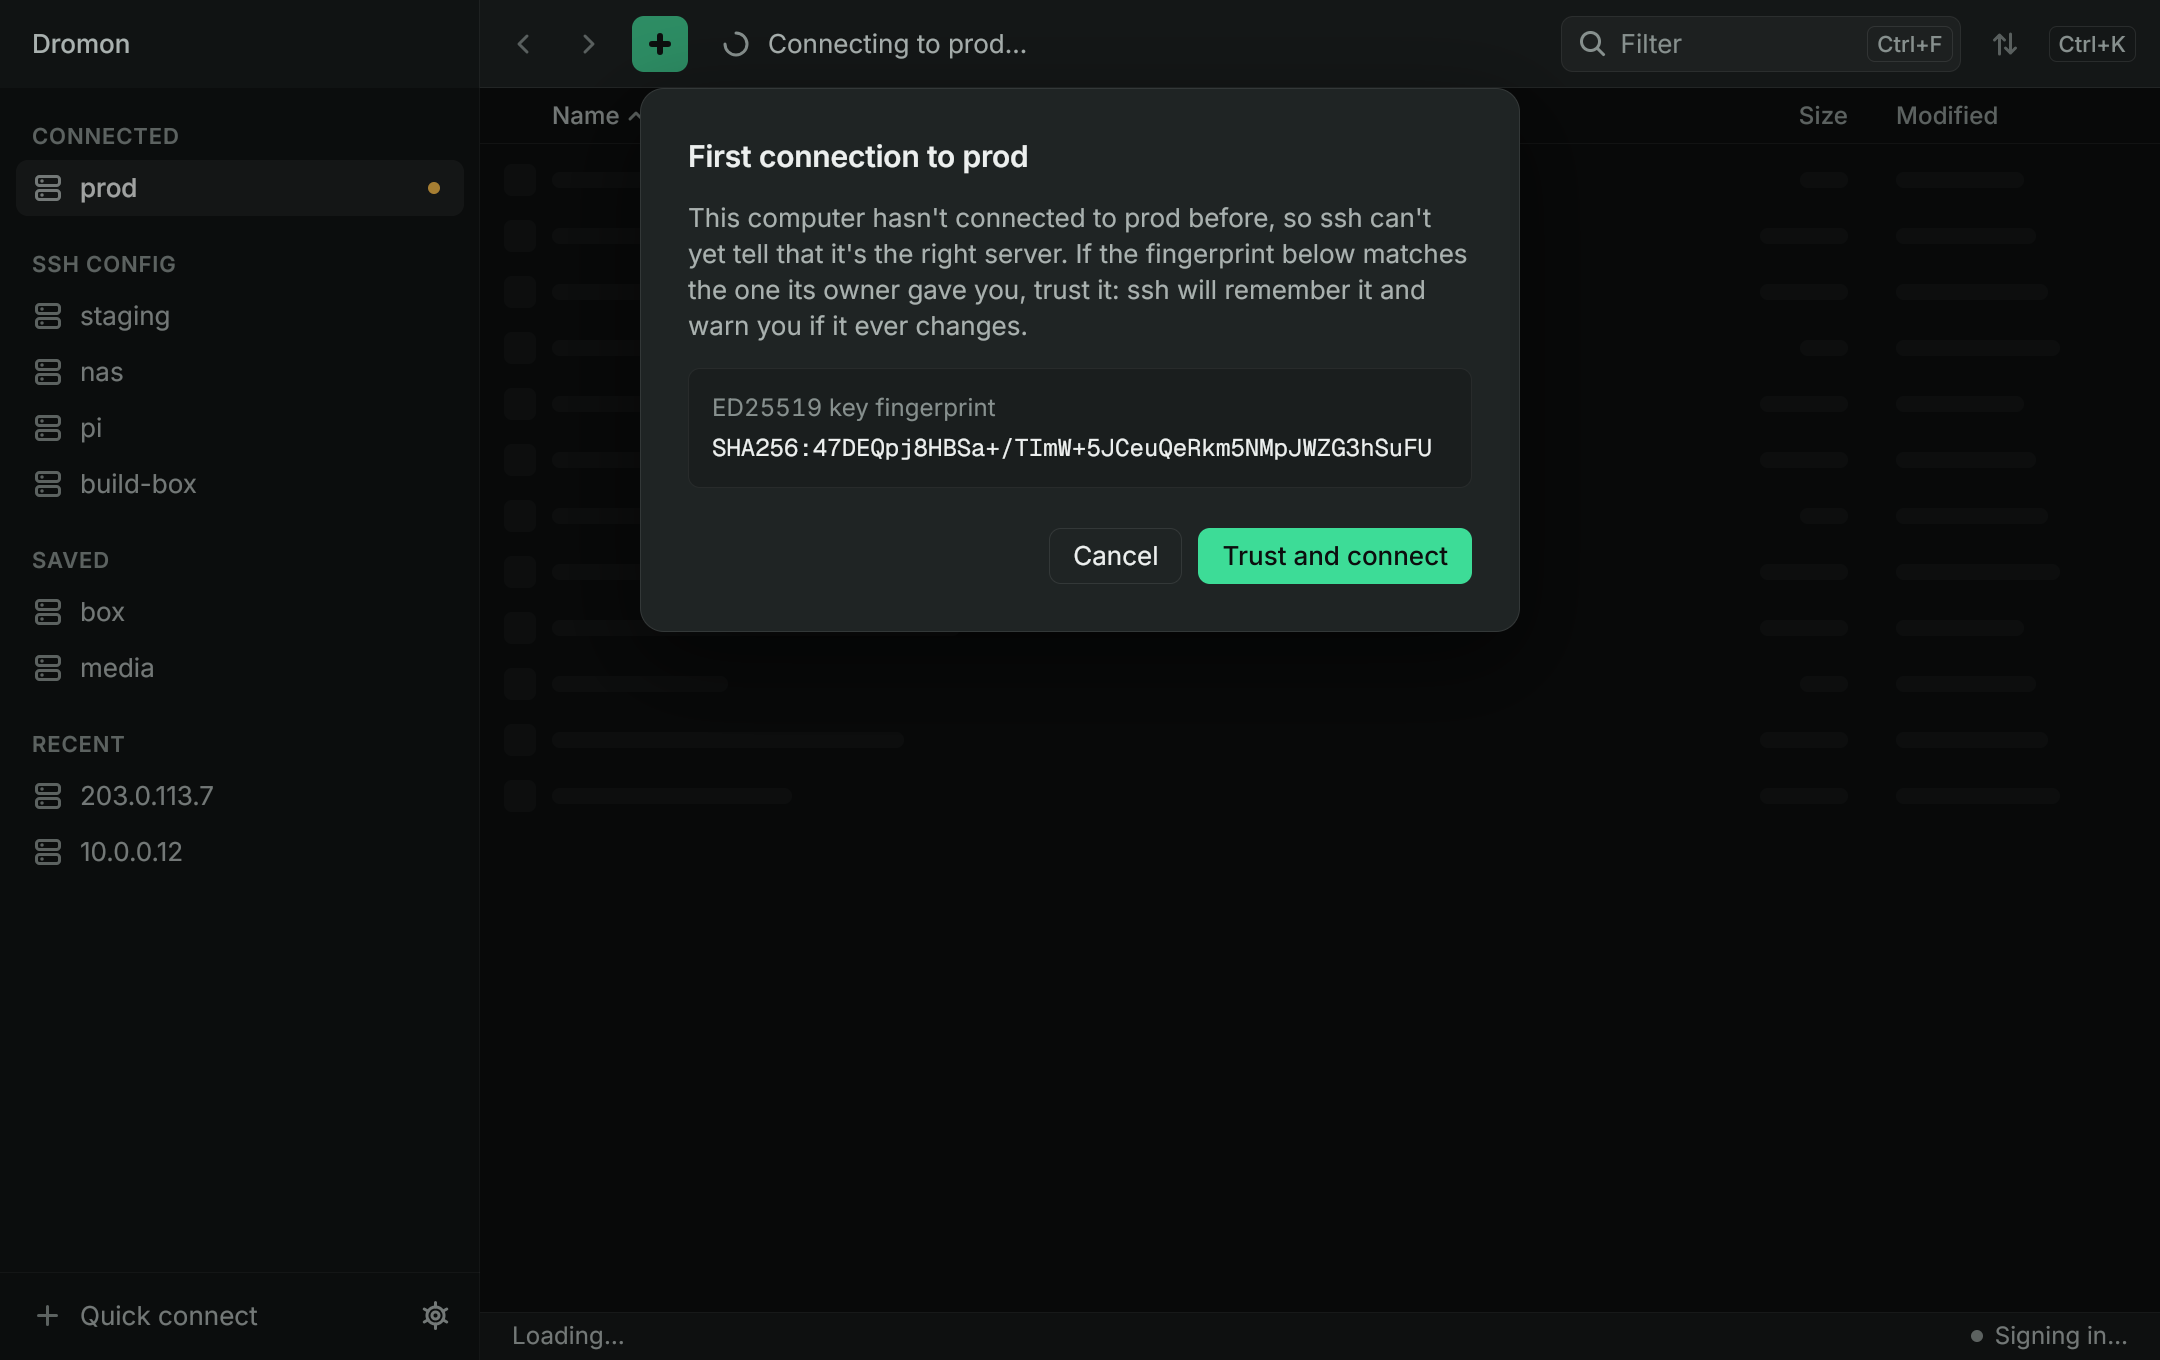 Dromon
Connecting to prod...
Filter
Ctrl+F
Ctrl+K
CONNECTED
prod
SSH CONFIG
staging
nas
pi
build-box
SAVED
box
media
RECENT
203.0.113.7
10.0.0.12
Quick connect
Name
Size
Modified
First connection to prod
This computer hasn't connected to prod before, so ssh can't
yet tell that it's the right server. If the fingerprint below matches
the one its owner gave you, trust it: ssh will remember it and
warn you if it ever changes.
ED25519 key fingerprint
SHA256:47DEQpj8HBSa+/TImW+5JCeuQeRkm5NMpJWZG3hSuFU
Cancel
Trust and connect
Loading...
Signing in...